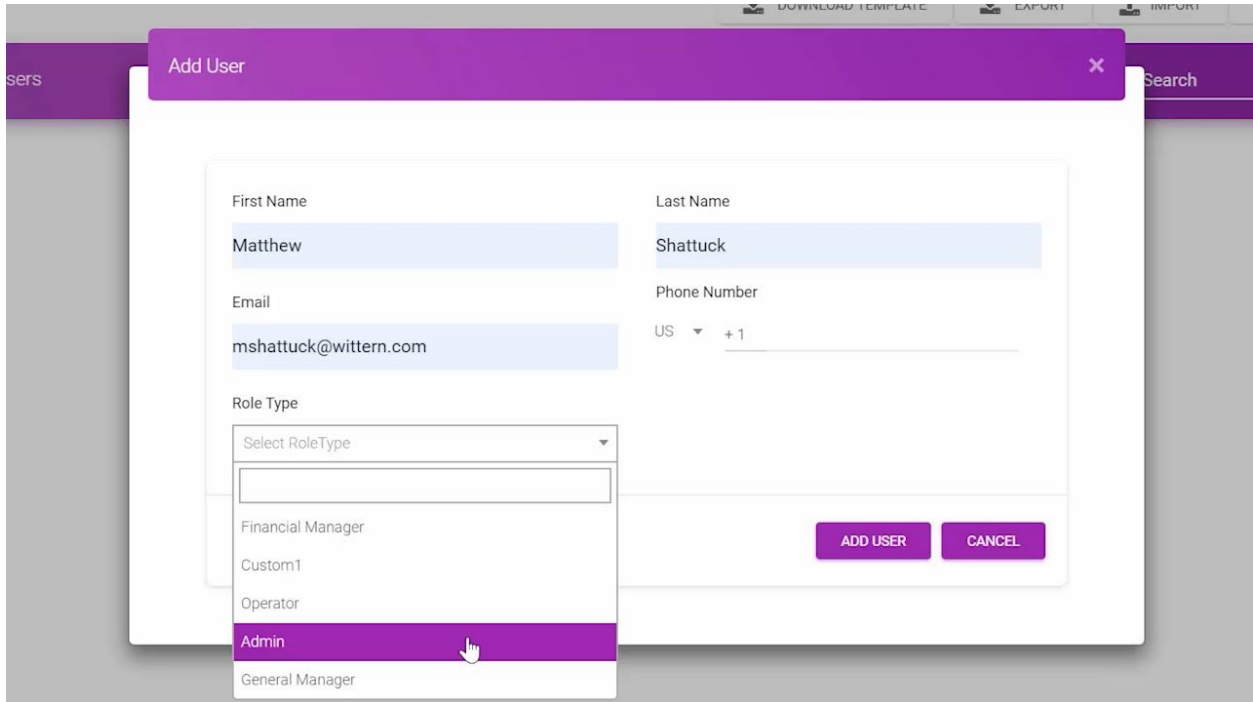 DOWNLOAD TEMPLATE EXPORT IMPORT
Add User ×
sers Search
First Name Last Name
Matthew Shattuck
Email Phone Number
mshattuck@wittern.com US + 1
Role Type
Select RoleType
Financial Manager
Custom1
Operator
Admin
General Manager
ADD USER CANCEL